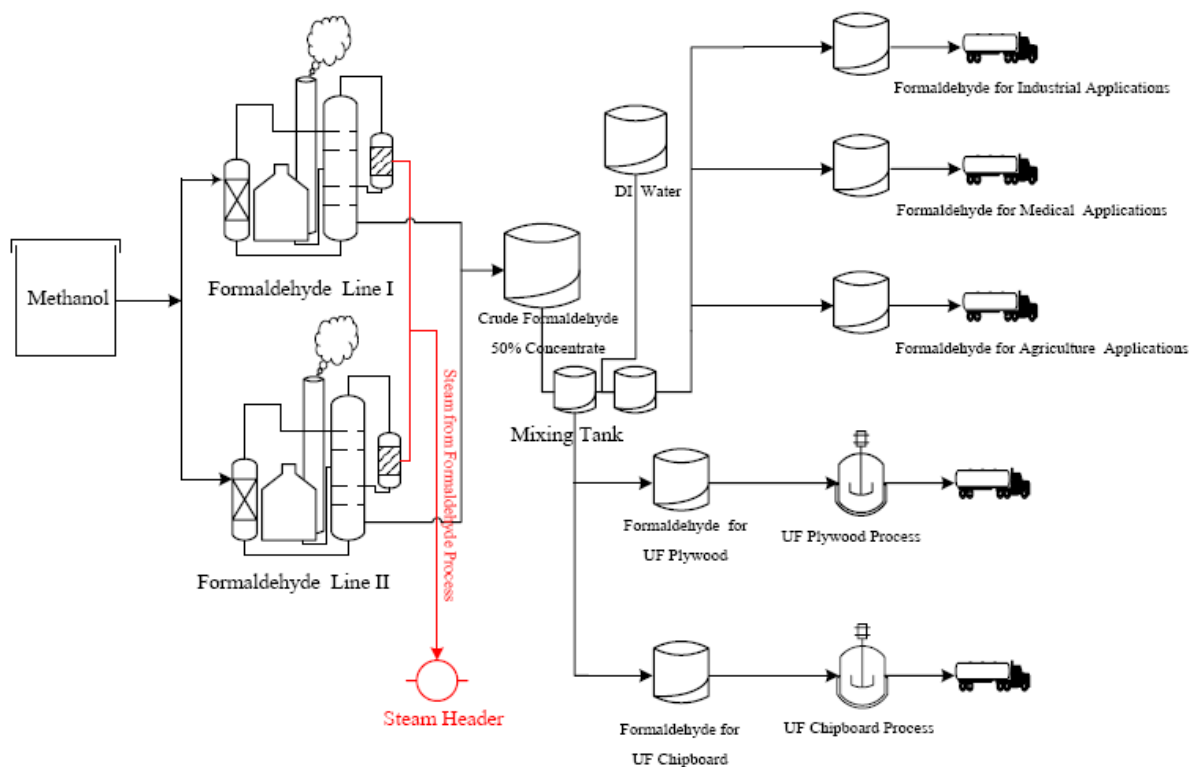 Formaldehyde for Industrial Applications
DI Water
Formaldehyde for Medical Applications
Methanol
Formaldehyde Line I
Crude Formaldehyde
50% Concentrate
Formaldehyde for Agriculture Applications
Steam from Formaldehyde Process
Mixing Tank
Formaldehyde for
UF Plywood
UF Plywood Process
Formaldehyde Line II
Steam Header
Formaldehyde for
UF Chipboard
UF Chipboard Process